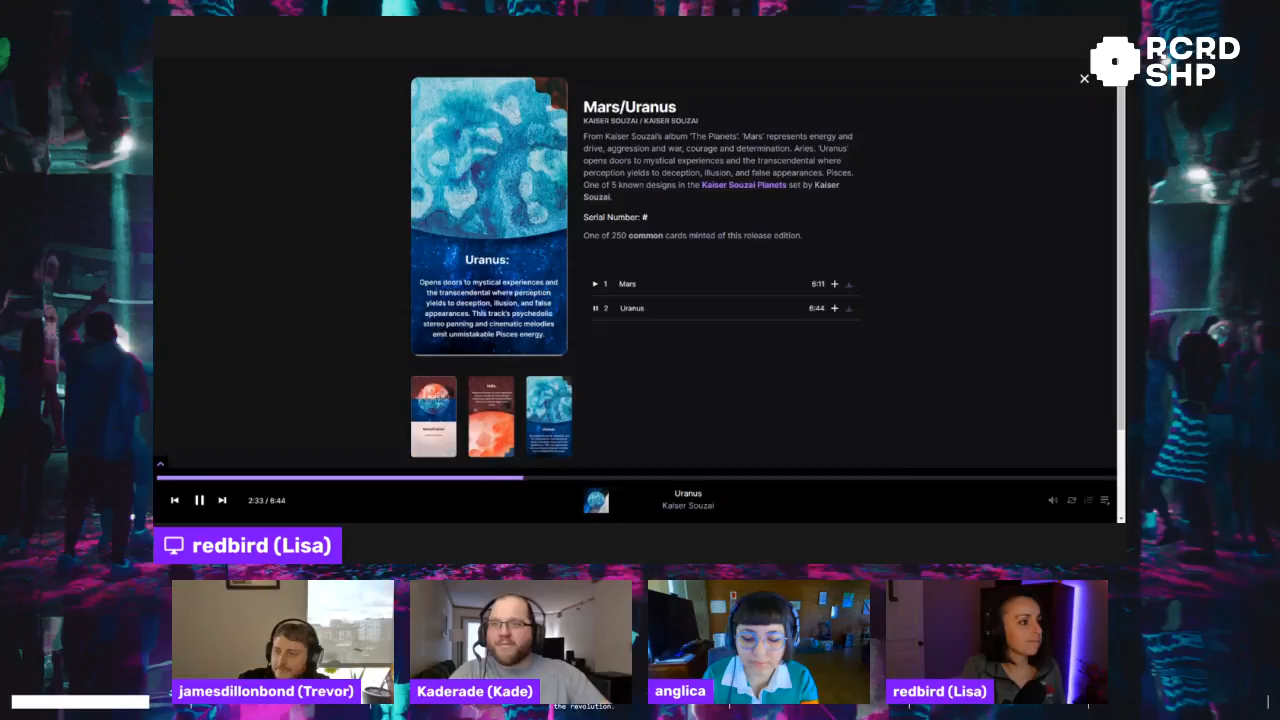 RCRD
SHP
Mars/Uranus
KAISER SOUZAI / KAISER SOUZAI
From Kaiser Souzai's album 'The Planets'. 'Mars' represents energy and
drive, aggression and war, courage and determination. Aries. 'Uranus'
opens doors to mystical experiences and the transcendental where
perception yields to deception, illusion, and false appearances. Pisces.
One of 5 known designs in the Kaiser Souzai Planets set by Kaiser
Souzai.
Serial Number: #
One of 250 common cards minted of this release edition.
Uranus:
Opens doors to mystical experiences and
the transcendental where perception
yields to deception, illusion, and false
appearances. This track's psychedelic
stereo panning and cinematic melodies
emit unmistakable Pisces energy.
1 Mars 6:11
2 Uranus 6:44
2:33 / 6:44
Uranus
Kaiser Souzai
redbird (Lisa)
jamesdillonbond (Trevor)
Kaderade (Kade)
anglica
redbird (Lisa)
the revolution.